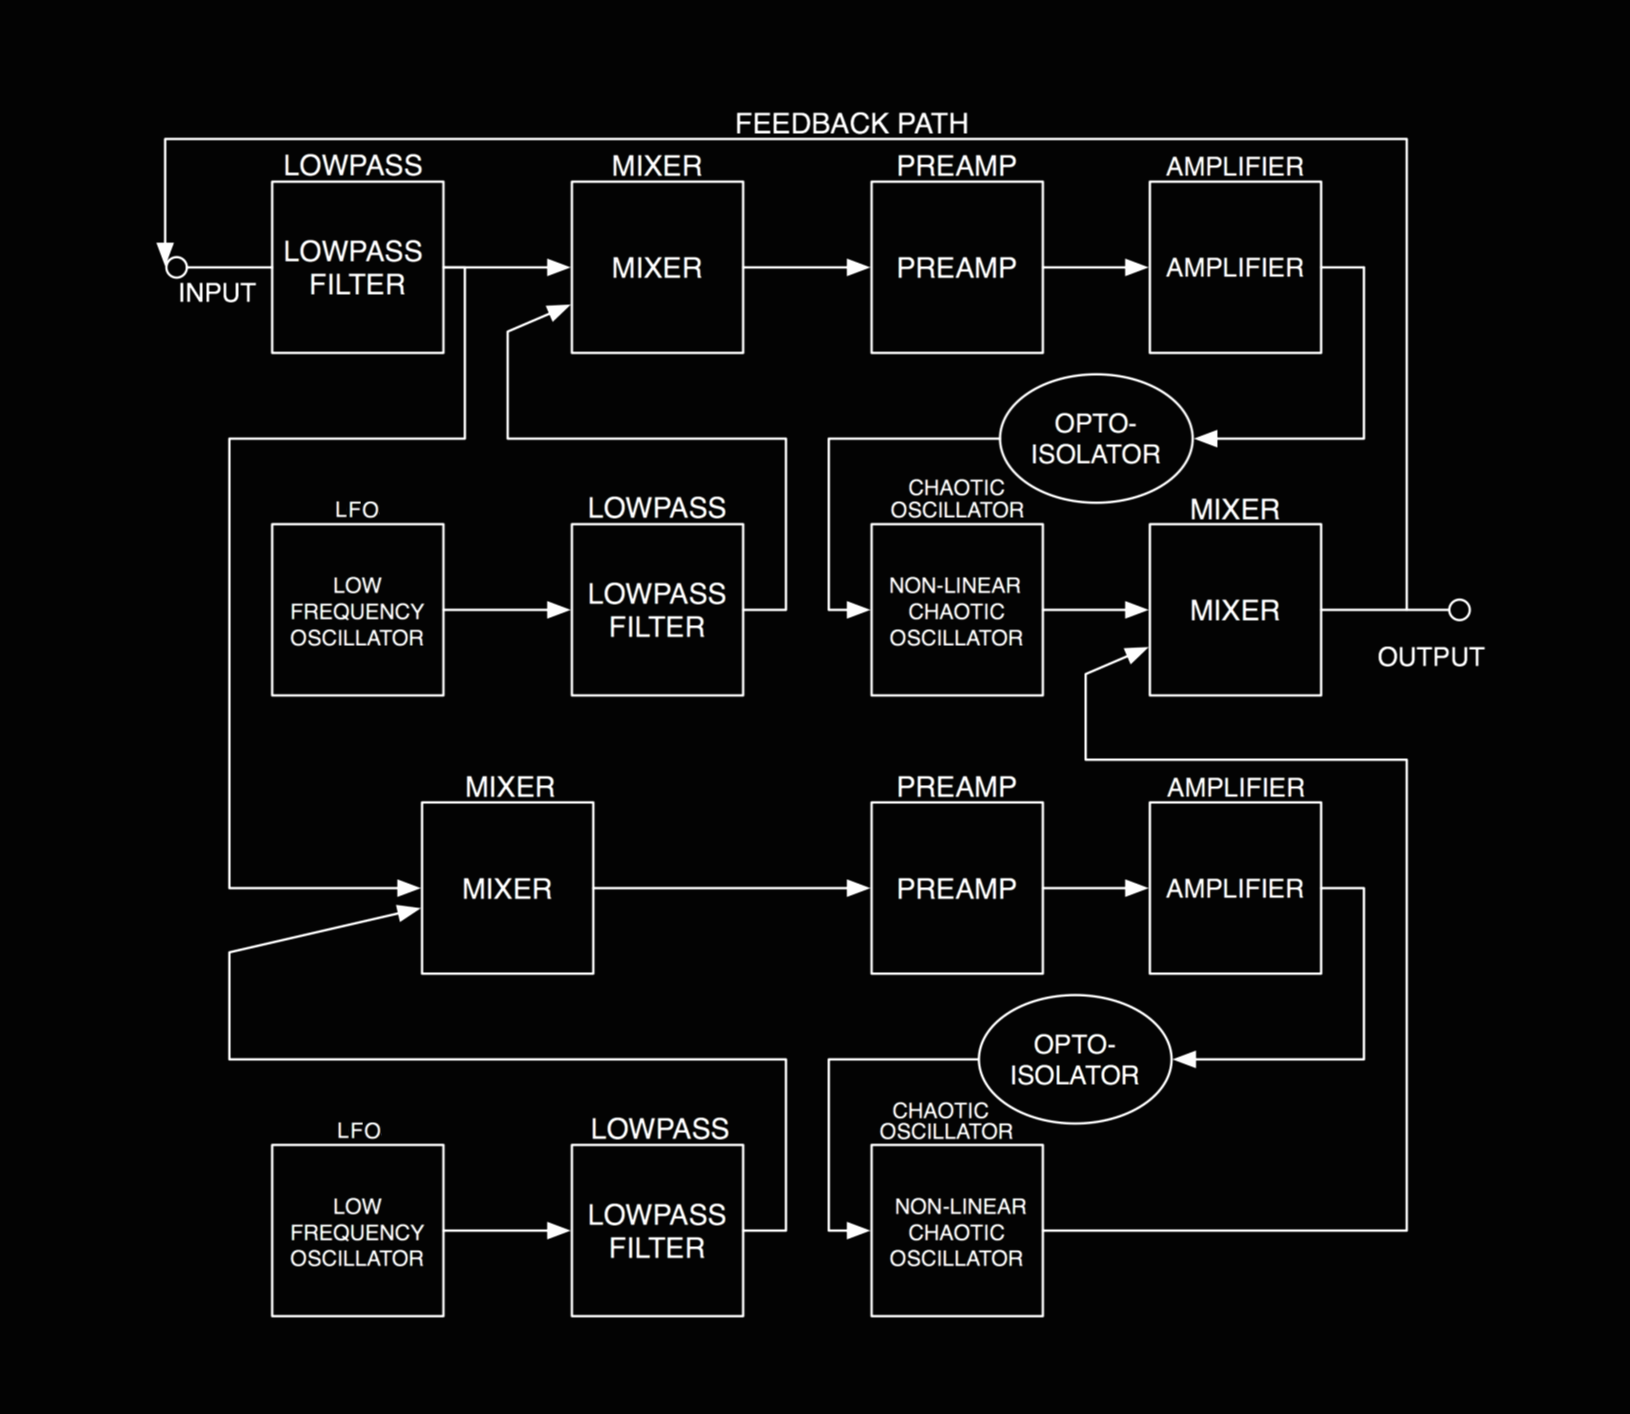 FEEDBACK PATH
LOWPASS
MIXER
PREAMP
AMPLIFIER
LOWPASS
FILTER
MIXER
PREAMP
AMPLIFIER
INPUT
OPTO-
ISOLATOR
LFO
LOWPASS
CHAOTIC
OSCILLATOR
MIXER
LOW
FREQUENCY
OSCILLATOR
LOWPASS
FILTER
NON-LINEAR
CHAOTIC
OSCILLATOR
MIXER
OUTPUT
MIXER
PREAMP
AMPLIFIER
MIXER
PREAMP
AMPLIFIER
OPTO-
ISOLATOR
LFO
LOWPASS
CHAOTIC
OSCILLATOR
LOW
FREQUENCY
OSCILLATOR
LOWPASS
FILTER
NON-LINEAR
CHAOTIC
OSCILLATOR